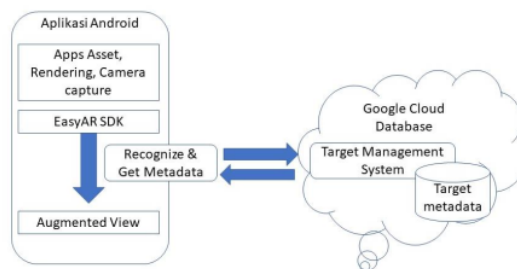 Aplikasi Android
Apps Asset,
Rendering, Camera
capture
EasyAR SDK
Recognize &
Get Metadata
Augmented View
Google Cloud
Database
Target Management
System
Target
metadata